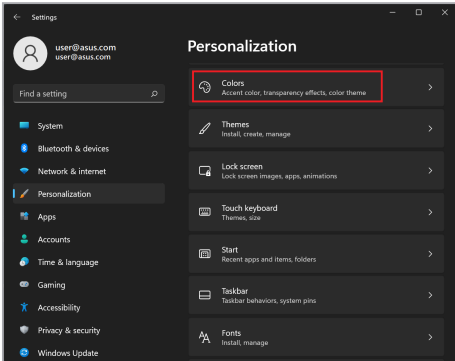 Settings
user@asus.com
user@asus.com
Find a setting
System
Bluetooth & devices
Network & internet
Personalization
Apps
Accounts
Time & language
Gaming
Accessibility
Privacy & security
Windows Update
Personalization
Colors
Accent color, transparency effects, color theme
Themes
Install, create, manage
Lock screen
Lock screen images, apps, animations
Touch keyboard
Themes, size
Start
Recent apps and items, folders
Taskbar
Taskbar behaviors, system pins
Fonts
Install, manage